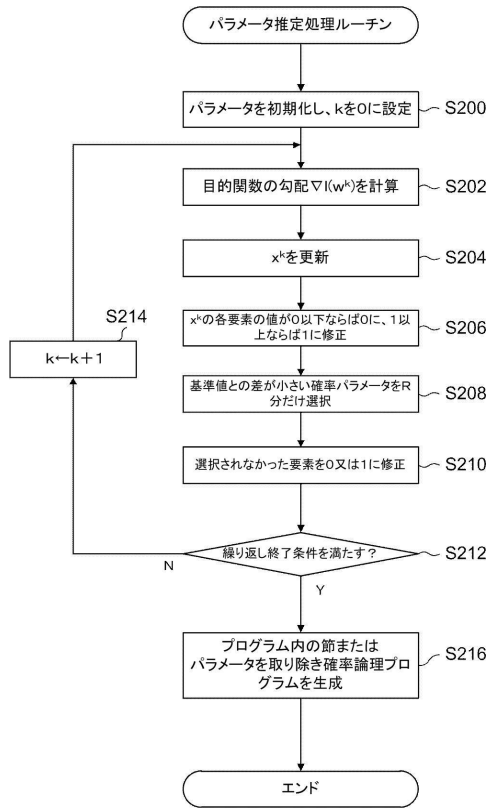 パラメータ推定処理ルーチン
パラメータを初期化し、kを0に設定
S200
目的関数の勾配∇l(wᵏ)を計算
S202
xᵏを更新
S204
xᵏの各要素の値が0以下ならば0に、1以
上ならば1に修正
S206
基準値との差が小さい確率パラメータをR
分だけ選択
S208
選択されなかった要素を0又は1に修正
S210
繰り返し終了条件を満たす？
S212
N
Y
S214
k←k＋1
プログラム内の節または
パラメータを取り除き確率論理プロ
グラムを生成
S216
エンド